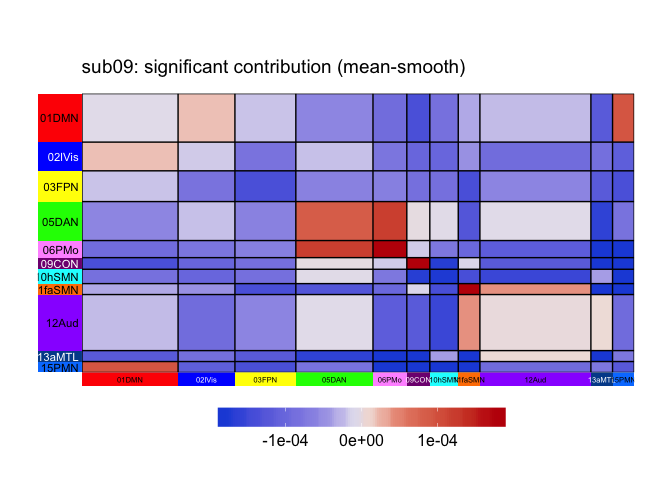 sub09: significant contribution (mean-smooth)
01DMN
02lVis
03FPN
05DAN
06PMo
09CON
10hSMN
1faSMN
12Aud
13aMTL
15PMN
01DMN 02lVis 03FPN 05DAN 06PMo 09CON 10hSMN 1faSMN 12Aud 13aMTL 5PMN
-1e-04 0e+00 1e-04